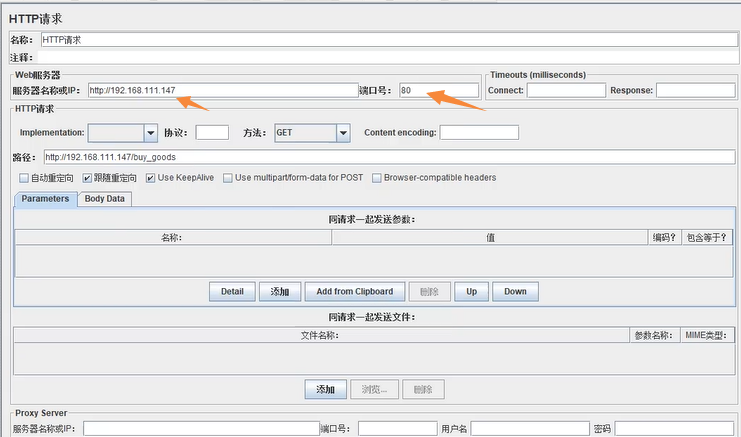 HTTP请求
名称： HTTP请求
注释：
Web服务器
Timeouts (milliseconds)
服务器名称或IP： http://192.168.111.147 端口号： 80 Connect: Response:
HTTP请求
Implementation: 协议： 方法： GET Content encoding:
路径： http://192.168.111.147/buy_goods
自动重定向 跟随重定向 Use KeepAlive Use multipart/form-data for POST Browser-compatible headers
Parameters Body Data
同请求一起发送参数：
名称： 值 编码？ 包含等于？
Detail 添加 Add from Clipboard 删除 Up Down
同请求一起发送文件：
文件名称： 参数名称： MIME类型：
添加 浏览... 删除
Proxy Server
服务器名称或IP： 端口号： 用户名 密码